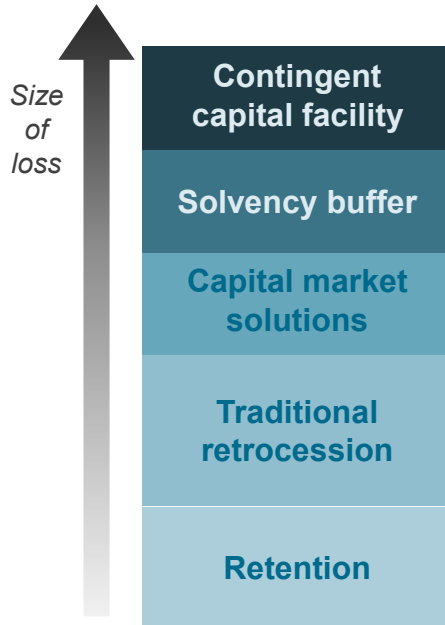 Size
of
loss
Contingent
capital facility
Solvency buffer
Capital market
solutions
Traditional
retrocession
Retention